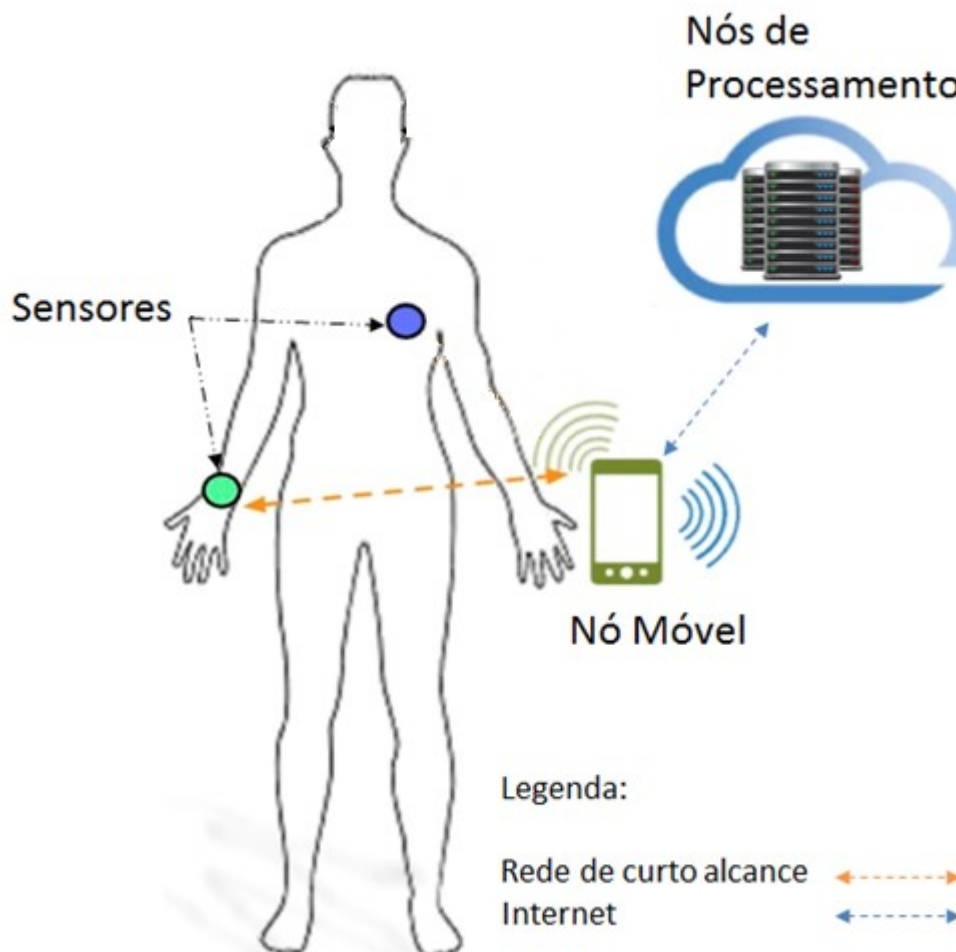 Nós de
Processamento
Sensores
Nó Móvel
Legenda:
Rede de curto alcance
Internet